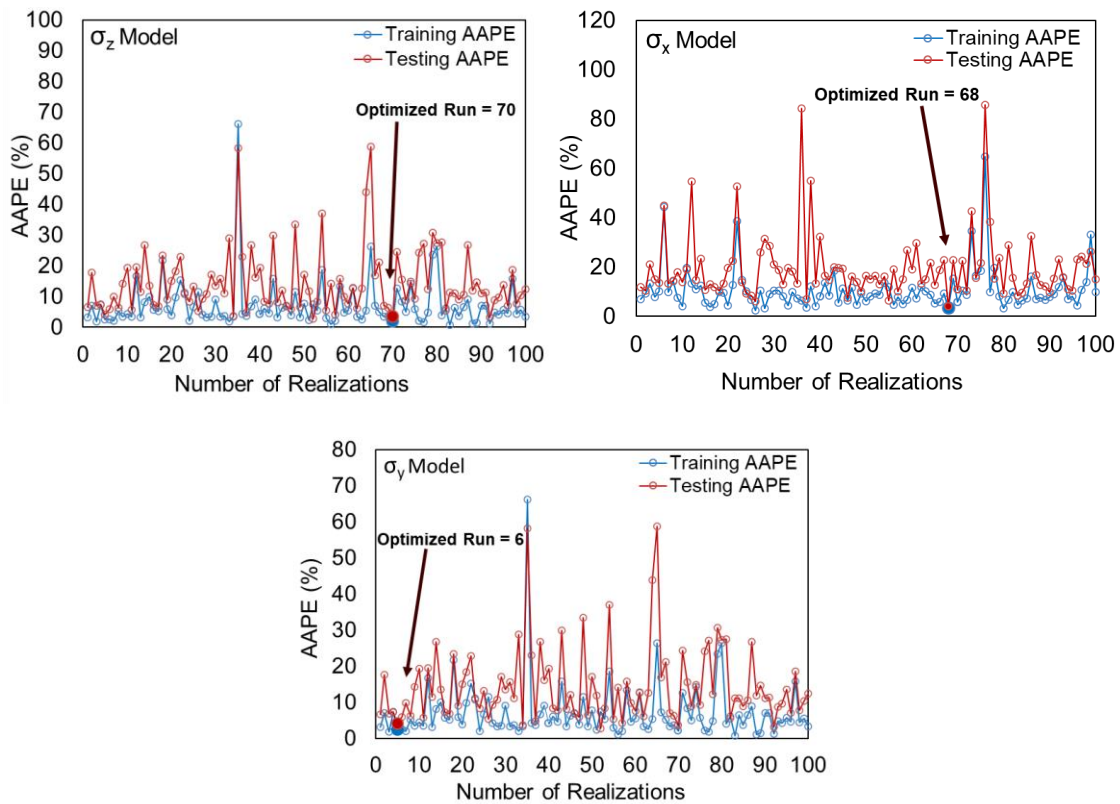 σz Model
Training AAPE
Testing AAPE
Optimized Run = 70
AAPE (%)
100
90
80
70
60
50
40
30
20
10
0
0 10 20 30 40 50 60 70 80 90 100
Number of Realizations
σx Model
Training AAPE
Testing AAPE
Optimized Run = 68
AAPE (%)
120
100
80
60
40
20
0
0 10 20 30 40 50 60 70 80 90 100
Number of Realizations
σy Model
Training AAPE
Testing AAPE
Optimized Run = 6
AAPE (%)
80
70
60
50
40
30
20
10
0
0 10 20 30 40 50 60 70 80 90 100
Number of Realizations